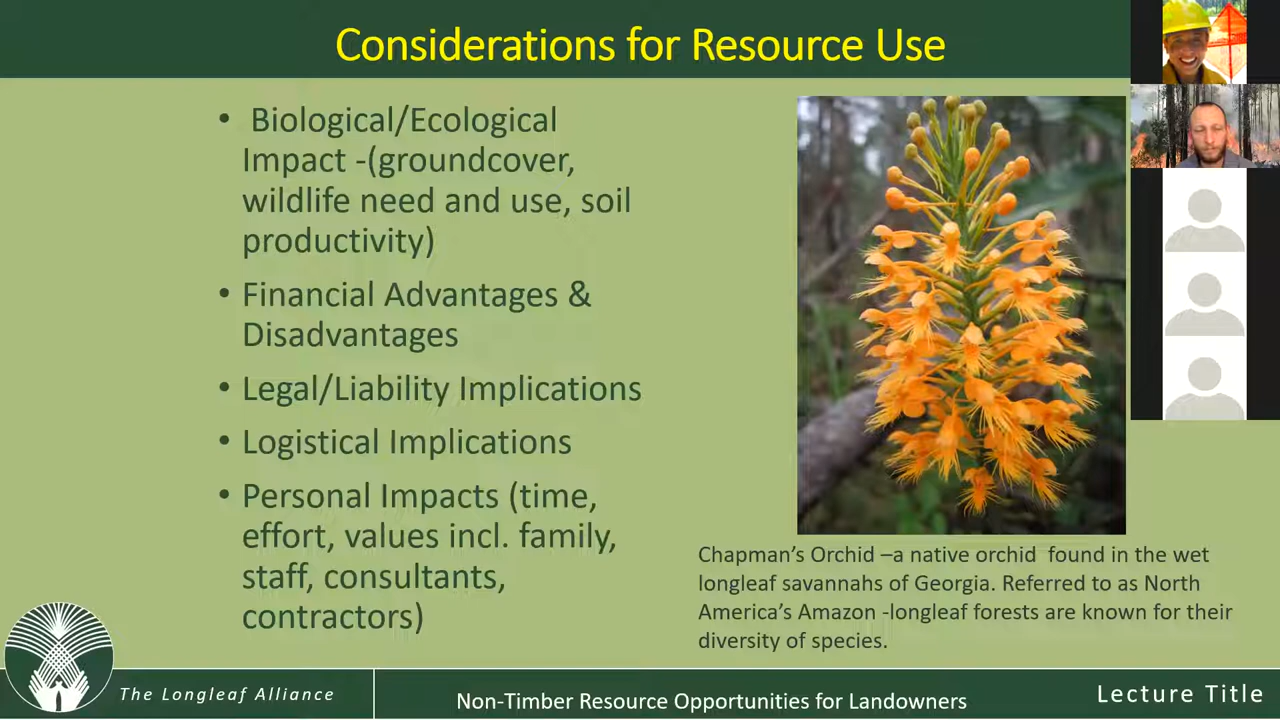 Considerations for Resource Use
• Biological/Ecological
Impact -(groundcover,
wildlife need and use, soil
productivity)
• Financial Advantages &
Disadvantages
• Legal/Liability Implications
• Logistical Implications
• Personal Impacts (time,
effort, values incl. family,
staff, consultants,
contractors)
Chapman's Orchid –a native orchid found in the wet
longleaf savannahs of Georgia. Referred to as North
America's Amazon -longleaf forests are known for their
diversity of species.
The Longleaf Alliance
Non-Timber Resource Opportunities for Landowners
Lecture Title